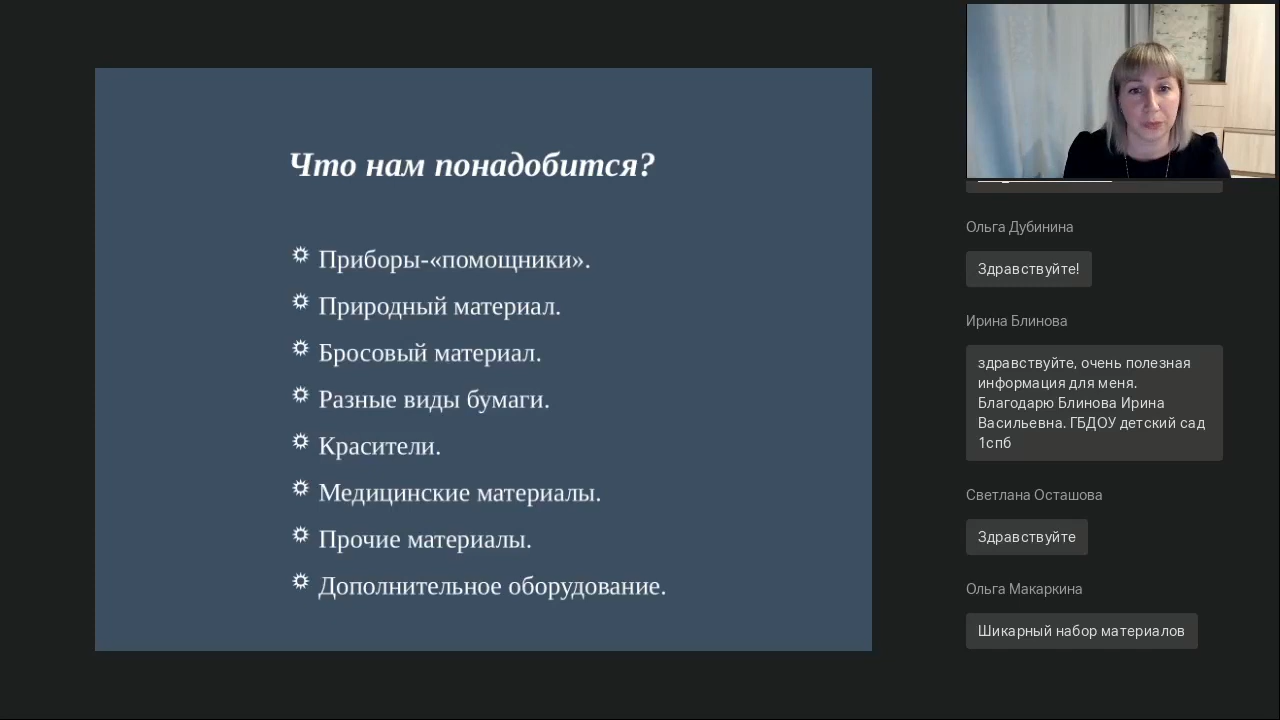 Что нам понадобится?
Приборы-«помощники».
Природный материал.
Бросовый материал.
Разные виды бумаги.
Красители.
Медицинские материалы.
Прочие материалы.
Дополнительное оборудование.
Ольга Дубинина
Здравствуйте!
Ирина Блинова
здравствуйте, очень полезная
информация для меня.
Благодарю Блинова Ирина
Васильевна. ГБДОУ детский сад
1спб
Светлана Осташова
Здравствуйте
Ольга Макаркина
Шикарный набор материалов